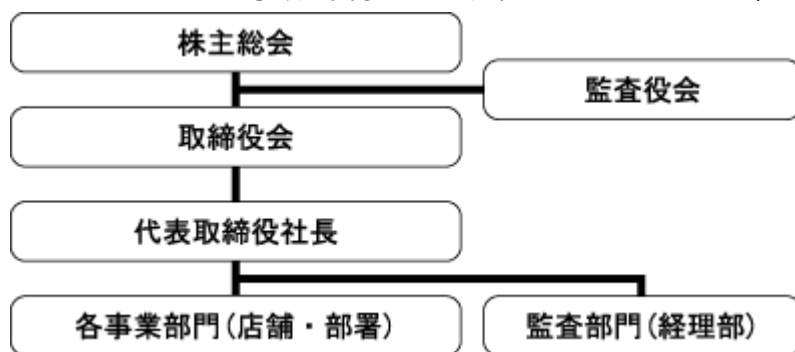 株主総会
監査役会
取締役会
代表取締役社長
各事業部門(店舗・部署)
監査部門(経理部)